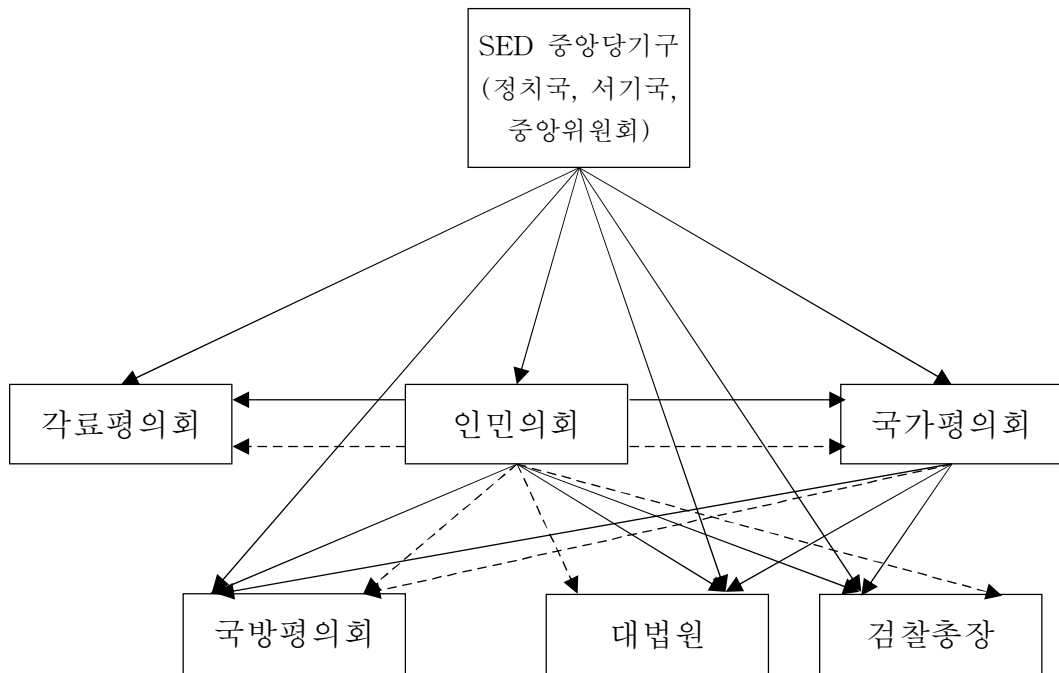 SED 중앙당기구
(정치국, 서기국,
중앙위원회)
각료평의회
인민의회
국가평의회
국방평의회
대법원
검찰총장